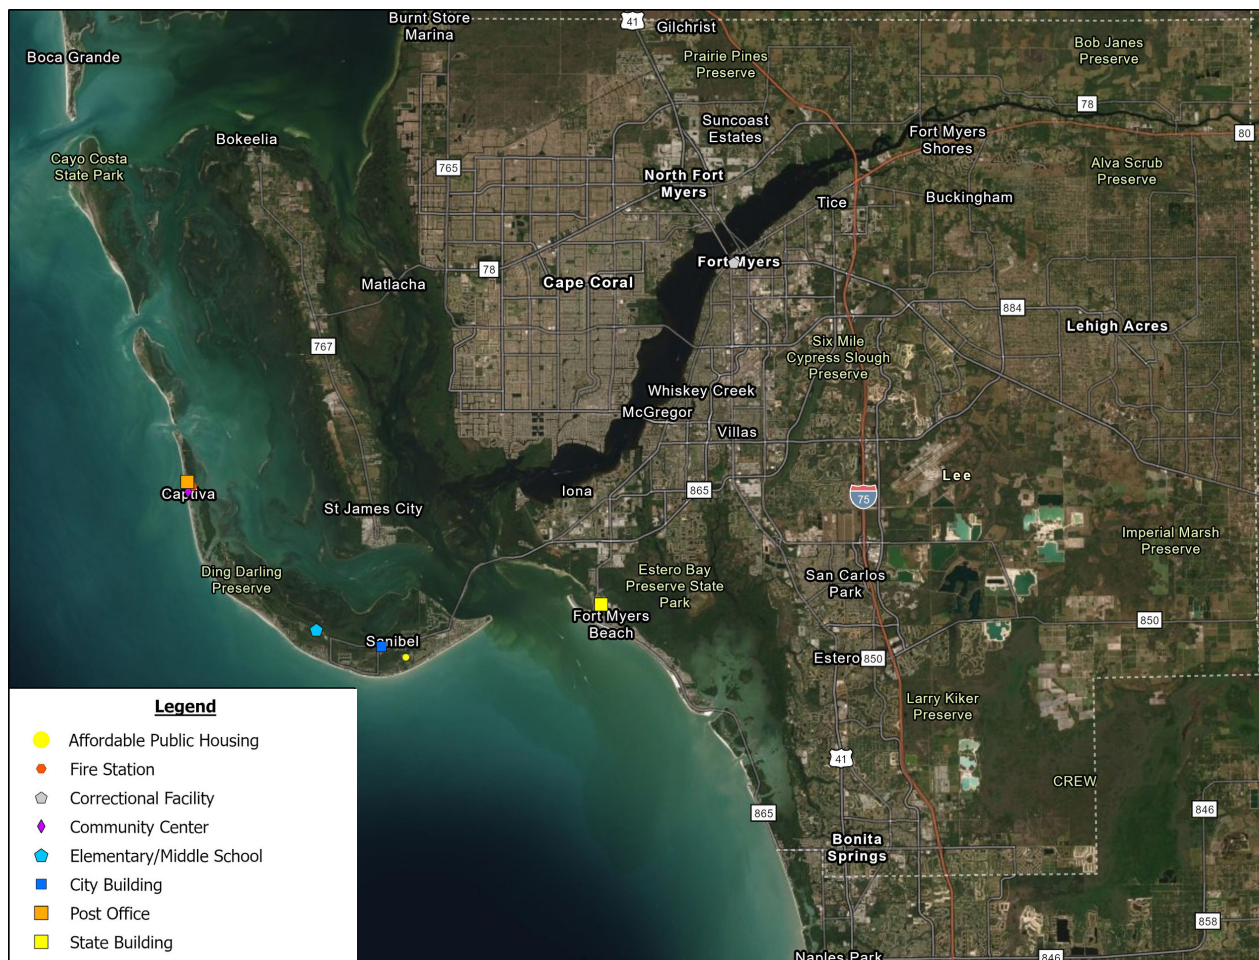 Burnt Store
Marina
41
Gilchrist
Boca Grande
Prairie Pines
Preserve
Bob Janes
Preserve
78
Suncoast
Estates
Fort Myers
Shores
80
Bokeelia
Cayo Costa
State Park
765
North Fort
Myers
Alva Scrub
Preserve
Tice
Buckingham
Fort Myers
78
Matlacha
Cape Coral
884
Lehigh Acres
767
Six Mile
Cypress Slough
Preserve
Whiskey Creek
McGregor
Villas
Lee
Captiva
Iona
865
75
St James City
Imperial Marsh
Preserve
Ding Darling
Preserve
Estero Bay
Preserve State
Park
San Carlos
Park
Fort Myers
Beach
850
Sanibel
Estero
850
Larry Kiker
Preserve
41
CREW
846
865
Bonita
Springs
858
Naples Park
846
Legend
Affordable Public Housing
Fire Station
Correctional Facility
Community Center
Elementary/Middle School
City Building
Post Office
State Building